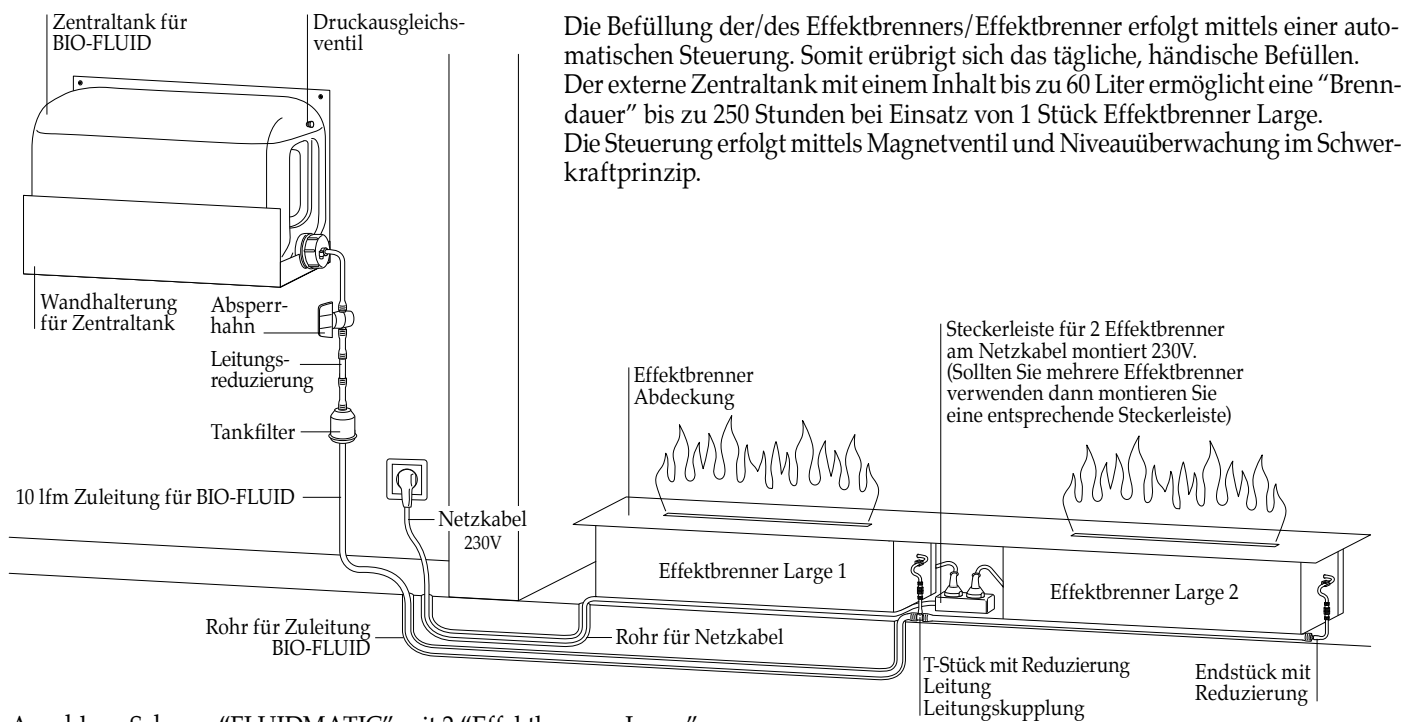 Zentraltank für
BIO-FLUID
Druckausgleichs-
ventil
Die Befüllung der/des Effektbrenners/Effektbrenner erfolgt mittels einer auto-
matischen Steuerung. Somit erübrigt sich das tägliche, händische Befüllen.
Der externe Zentraltank mit einem Inhalt bis zu 60 Liter ermöglicht eine “Brenn-
dauer” bis zu 250 Stunden bei Einsatz von 1 Stück Effektbrenner Large.
Die Steuerung erfolgt mittels Magnetventil und Niveauüberwachung im Schwer-
kraftprinzip.
Wandhalterung
für Zentraltank
Absperr-
hahn
Leitungs-
reduzierung
Tankfilter
10 lfm Zuleitung für BIO-FLUID
Netzkabel
230V
Effektbrenner
Abdeckung
Steckerleiste für 2 Effektbrenner
am Netzkabel montiert 230V.
(Sollten Sie mehrere Effektbrenner
verwenden dann montieren Sie
eine entsprechende Steckerleiste)
Effektbrenner Large 1
Effektbrenner Large 2
Rohr für Zuleitung
BIO-FLUID
Rohr für Netzkabel
T-Stück mit Reduzierung
Leitung
Leitungskupplung
Endstück mit
Reduzierung